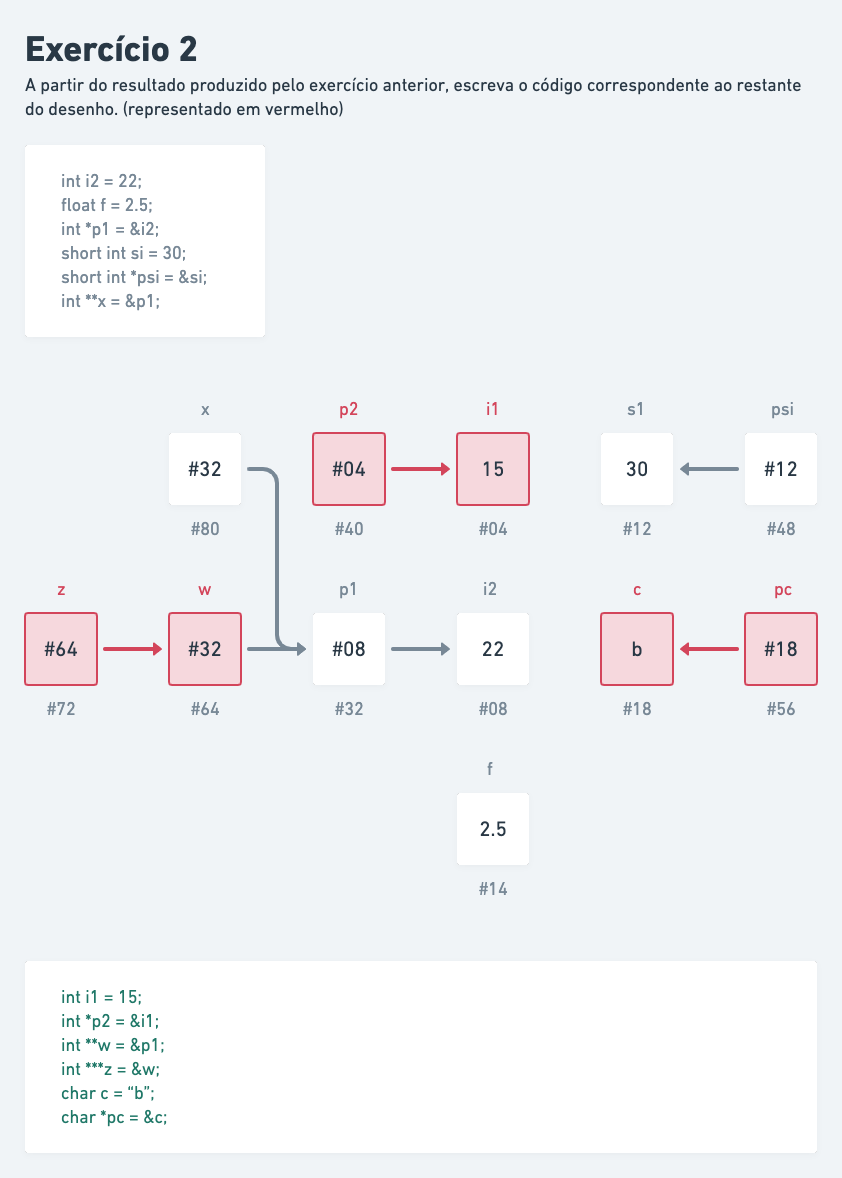 Exercício 2
A partir do resultado produzido pelo exercício anterior, escreva o código correspondente ao restante
do desenho. (representado em vermelho)
int i2 = 22;
float f = 2.5;
int *p1 = &i2;
short int si = 30;
short int *psi = &si;
int **x = &p1;
x p2 i1 s1 psi
#32 #04 15 30 #12
#80 #40 #04 #12 #48
z w p1 i2 c pc
#64 #32 #08 22 b #18
#72 #64 #32 #08 #18 #56
f
2.5
#14
int i1 = 15;
int *p2 = &i1;
int **w = &p1;
int ***z = &w;
char c = “b”;
char *pc = &c;